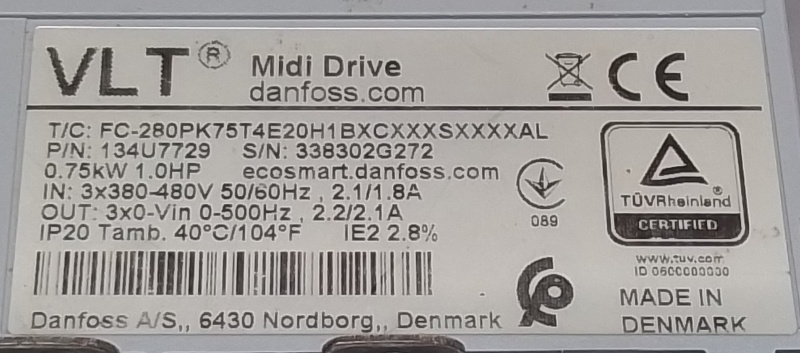 VLT® Midi Drive
danfoss.com
T/C: FC-280PK75T4E20H1BXCXXXSXXXXAL
P/N: 134U7729 S/N: 338302G272
0.75kW 1.0HP ecosmart.danfoss.com
IN: 3x380-480V 50/60Hz , 2.1/1.8A
OUT: 3x0-Vin 0-500Hz , 2.2/2.1A
IP20 Tamb. 40°C/104°F IE2 2.8%
089
TÜVRheinland®
CERTIFIED
www.tuv.com
ID 0600000000
MADE IN
DENMARK
Danfoss A/S,, 6430 Nordborg,, Denmark